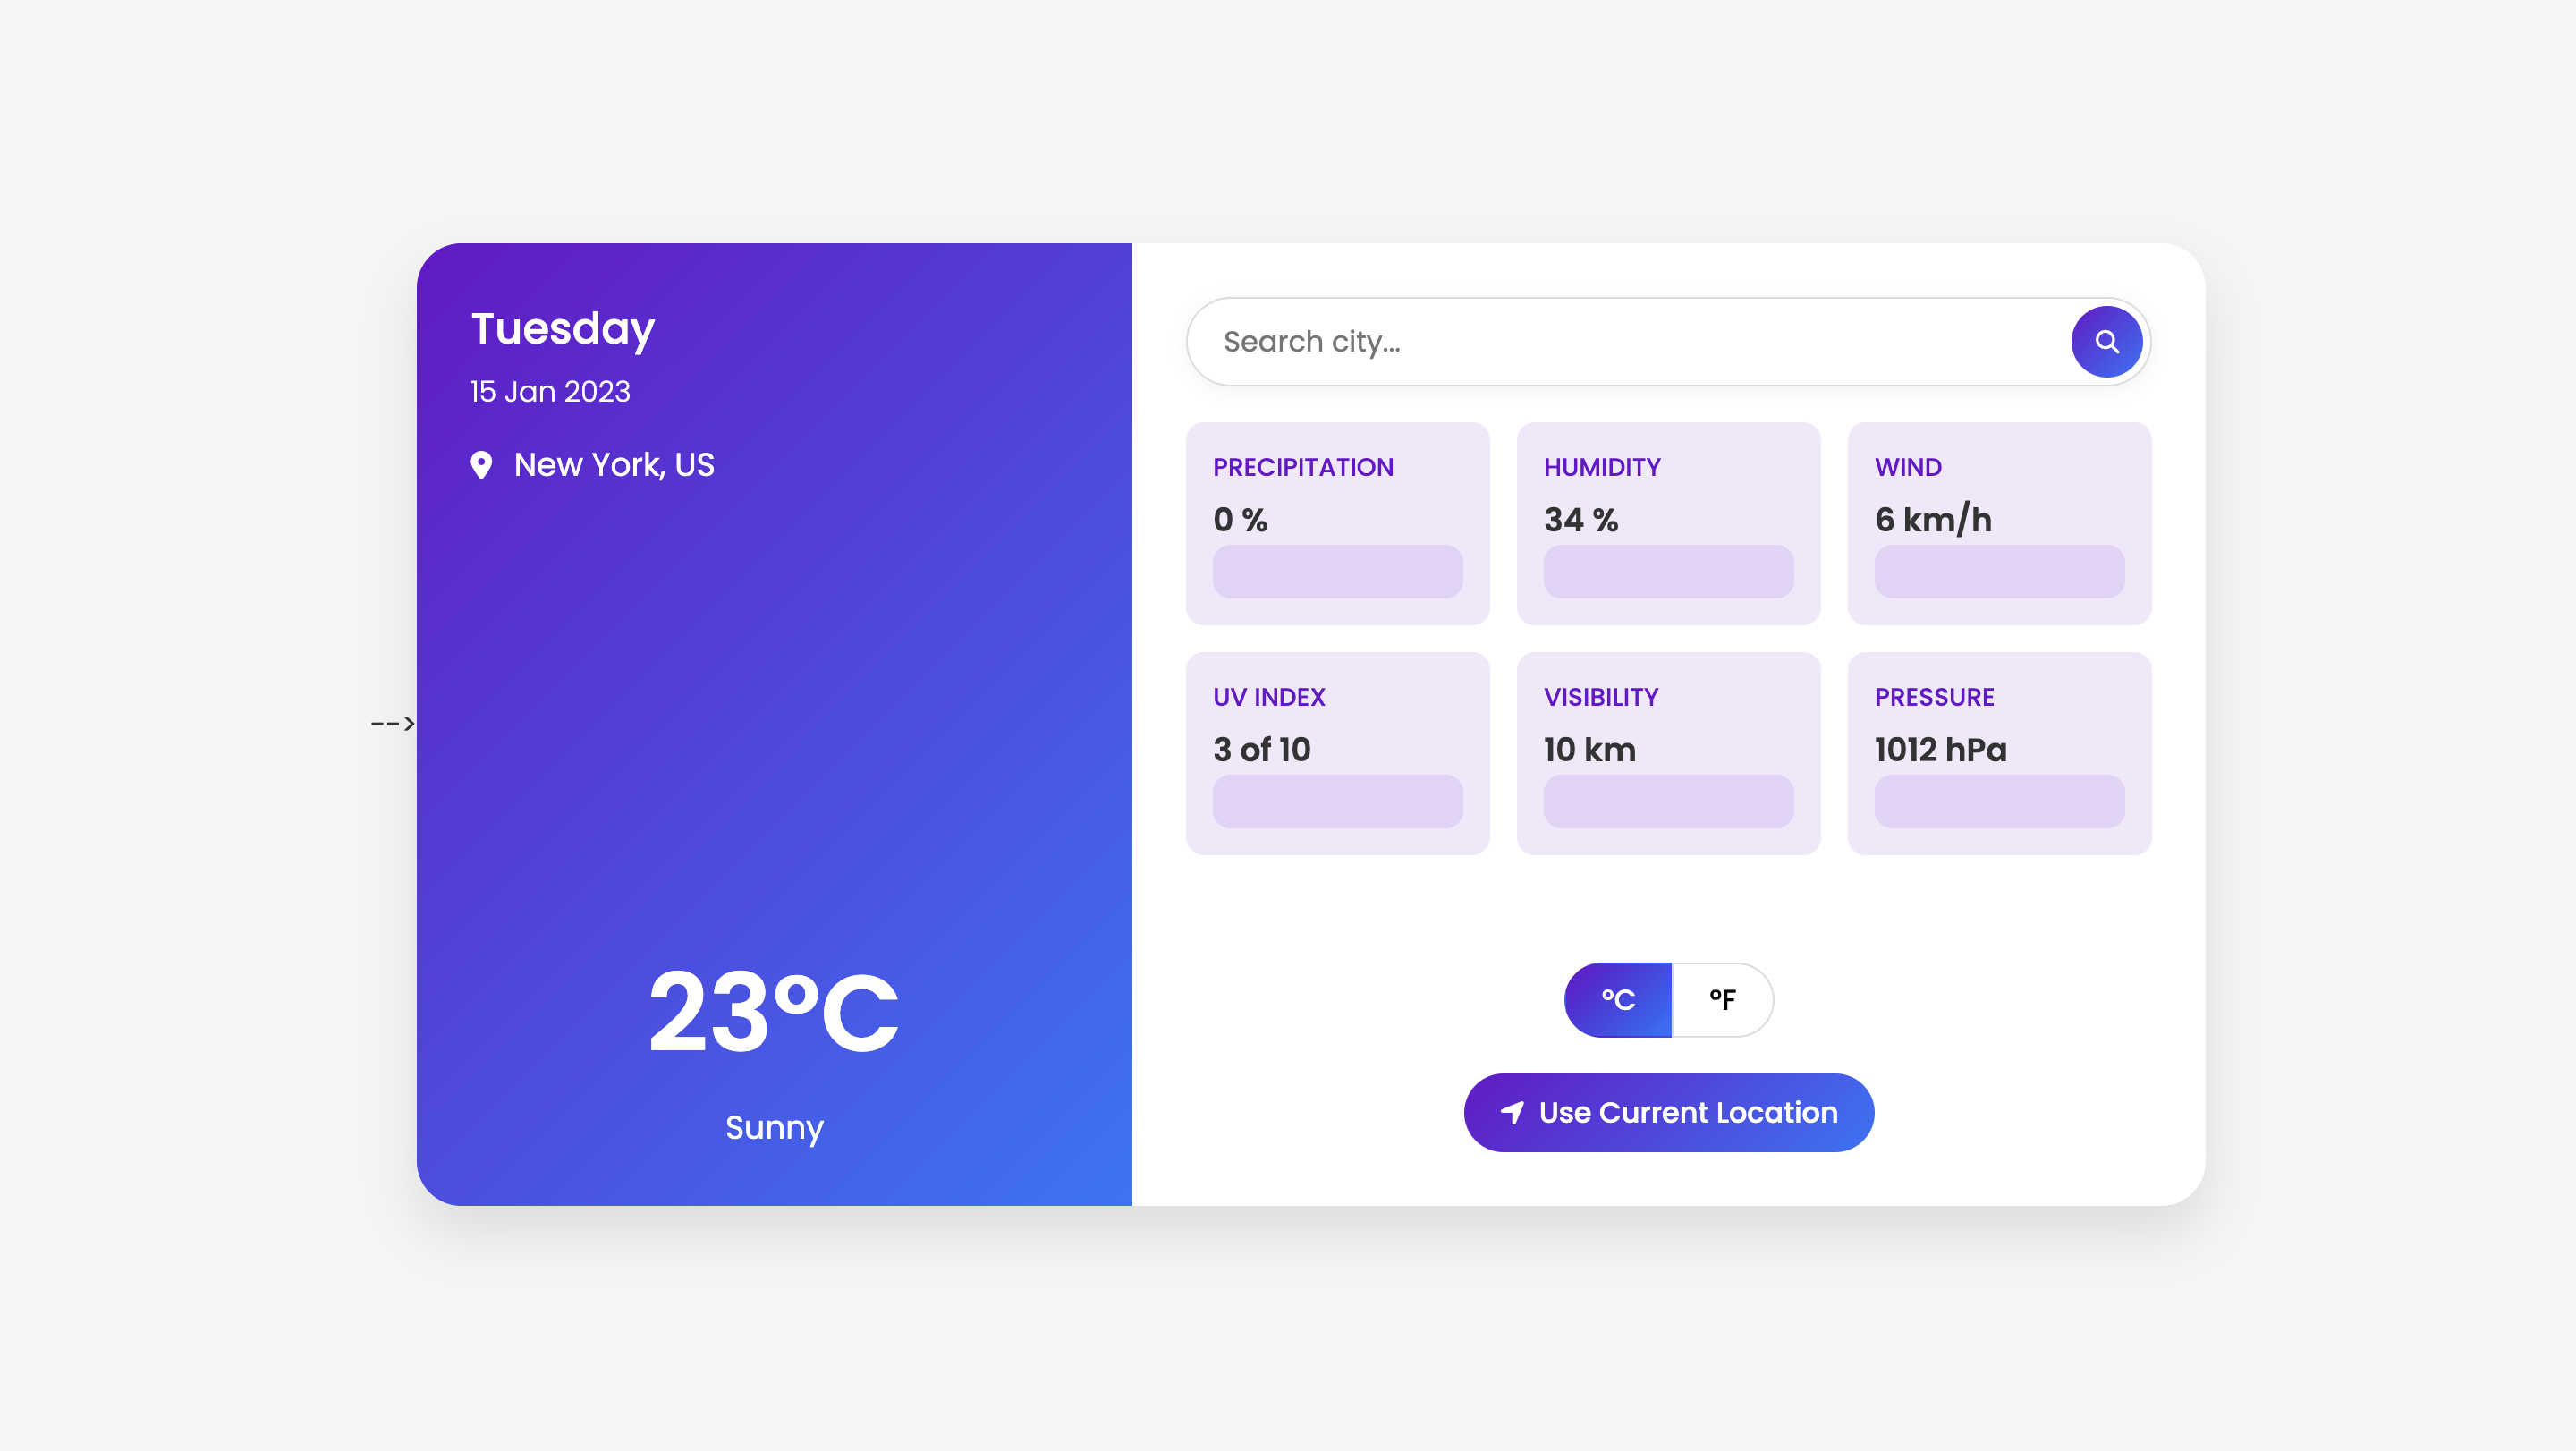 -->
Tuesday
15 Jan 2023
New York, US
23°C
Sunny
Search city...
PRECIPITATION
0 %
HUMIDITY
34 %
WIND
6 km/h
UV INDEX
3 of 10
VISIBILITY
10 km
PRESSURE
1012 hPa
°C
°F
Use Current Location